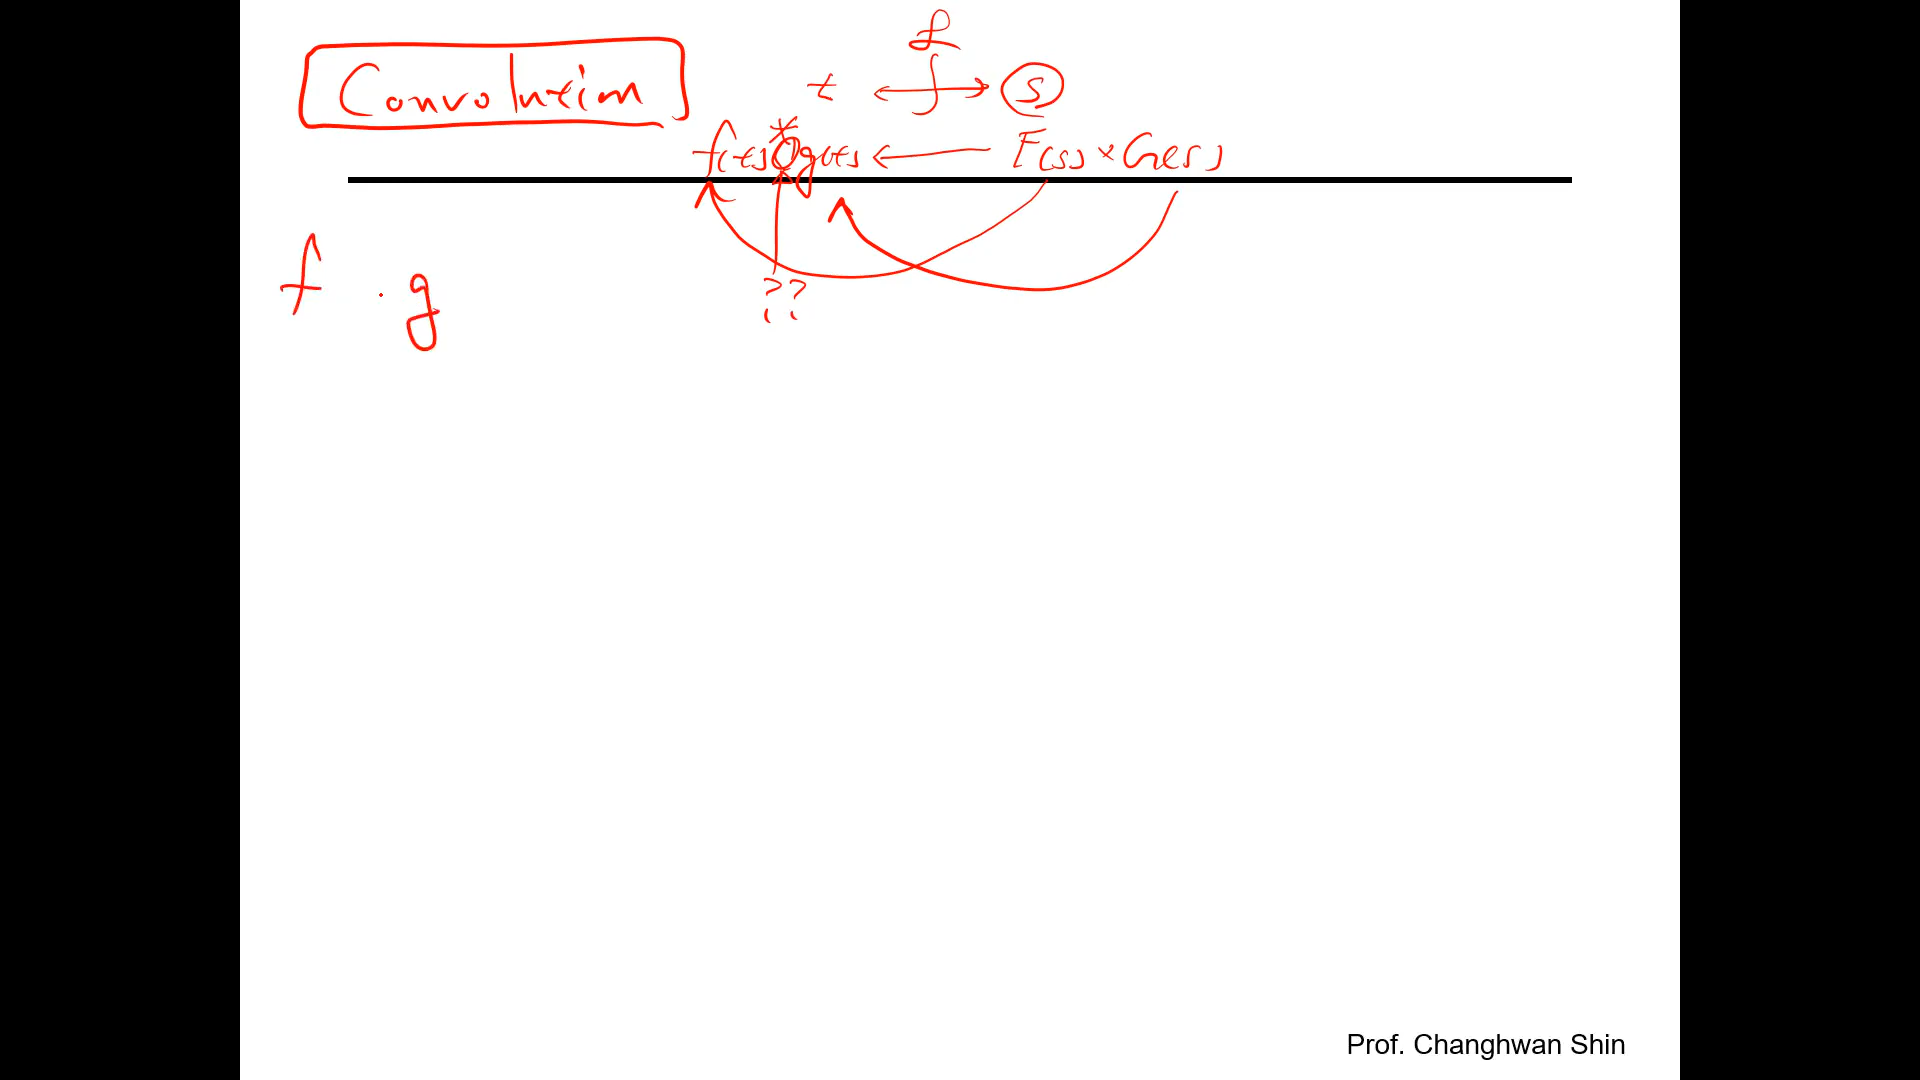 Convolution
ℒ
t ⟷ s
f(t) * g(t) ← F(s) × G(s)
??
f · g
Prof. Changhwan Shin